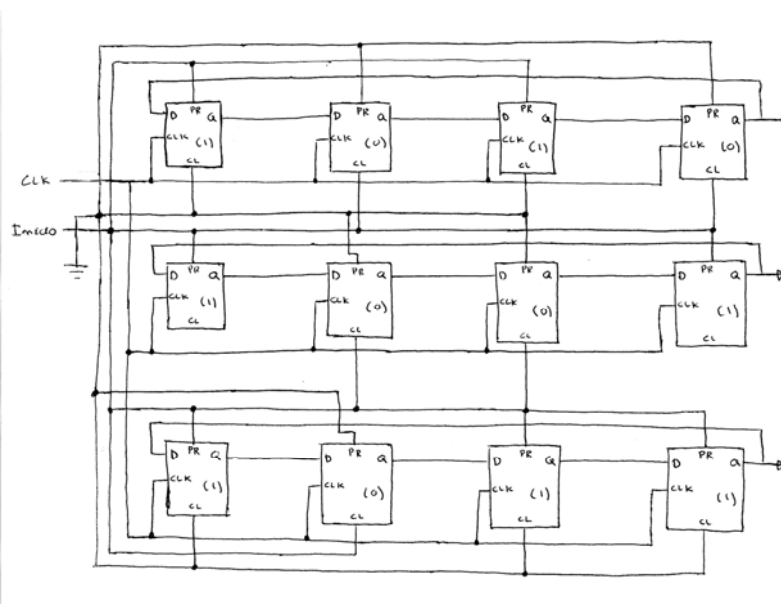 PR PR PR PR
D Q D Q D Q D Q
CLK (1) CLK (0) CLK (1) CLK (0)
CL CL CL CL
CLK
Inicio
PR PR PR PR
D Q D Q D Q D Q
CLK (1) CLK (0) CLK (0) CLK (1)
CL CL CL CL
PR PR PR PR
D Q D Q D Q D Q
CLK (1) CLK (0) CLK (1) CLK (1)
CL CL CL CL